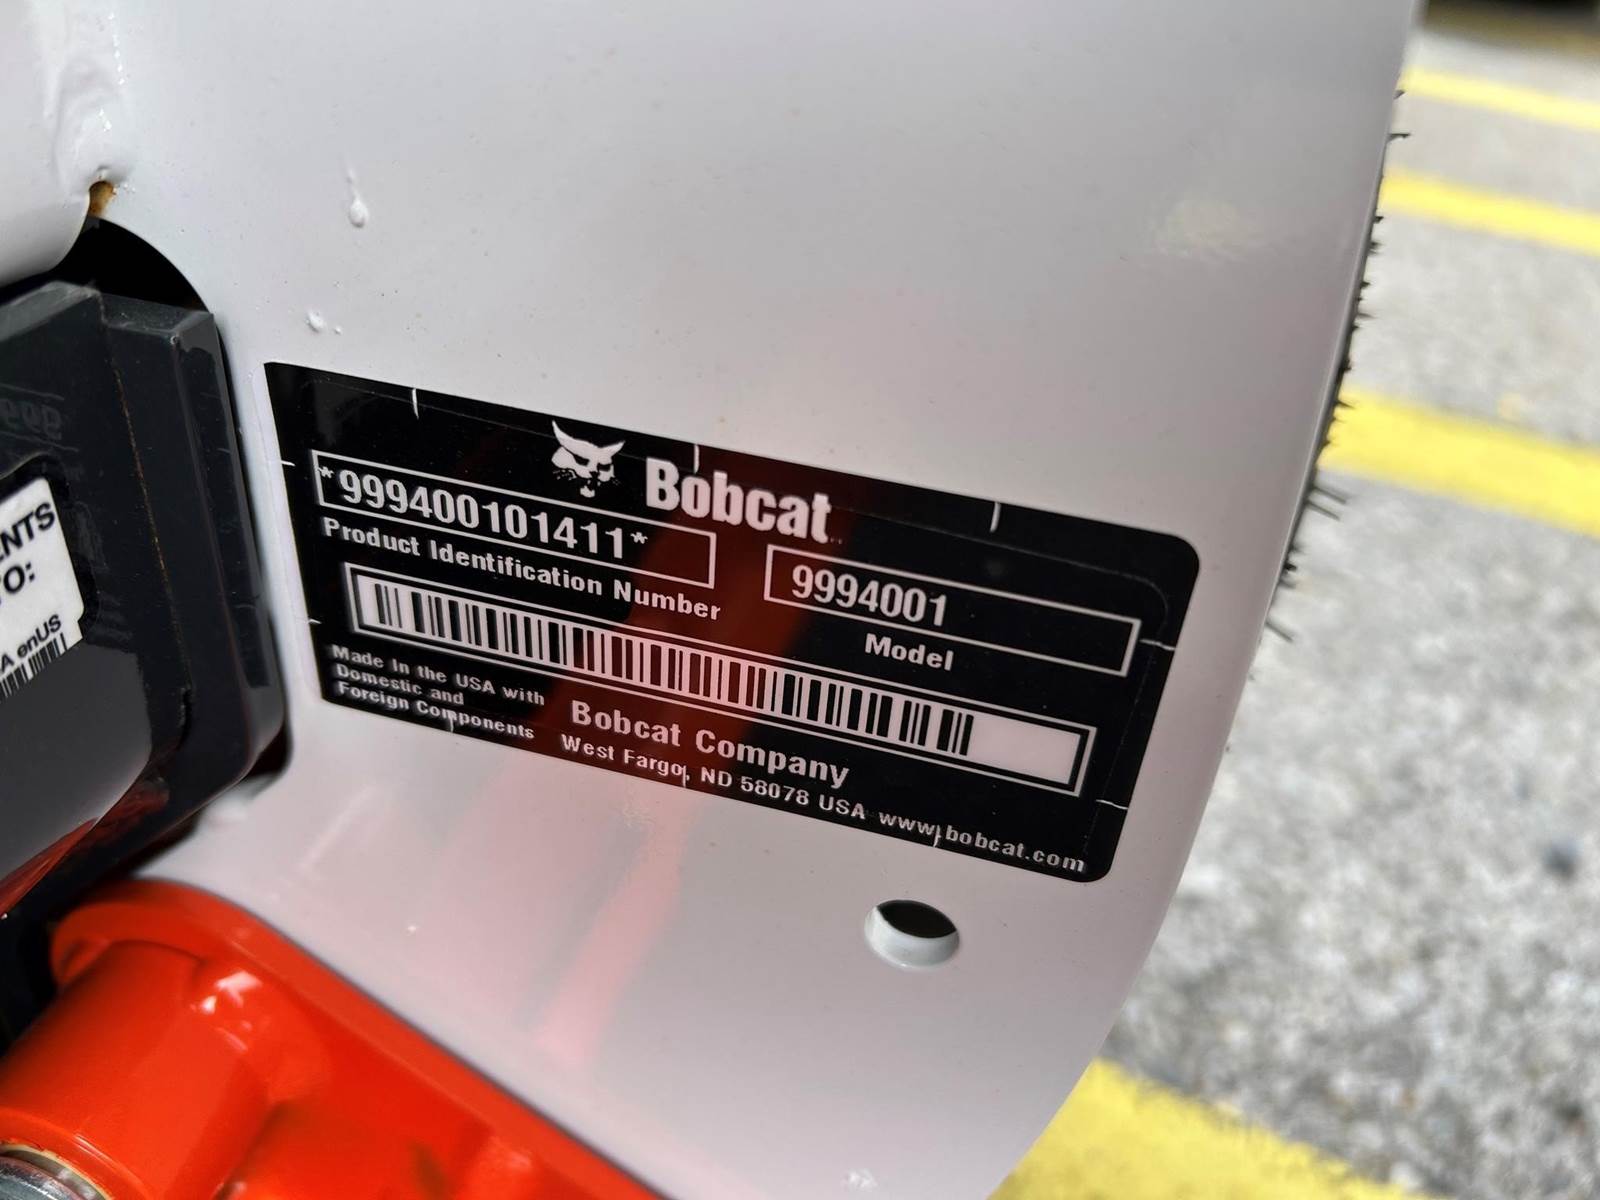 Bobcat
*999400101411*
Product Identification Number
9994001
Model
Made In the USA with
Domestic and
Foreign Components
Bobcat Company
West Fargo, ND 58078 USA www.bobcat.com
TO:
enUS